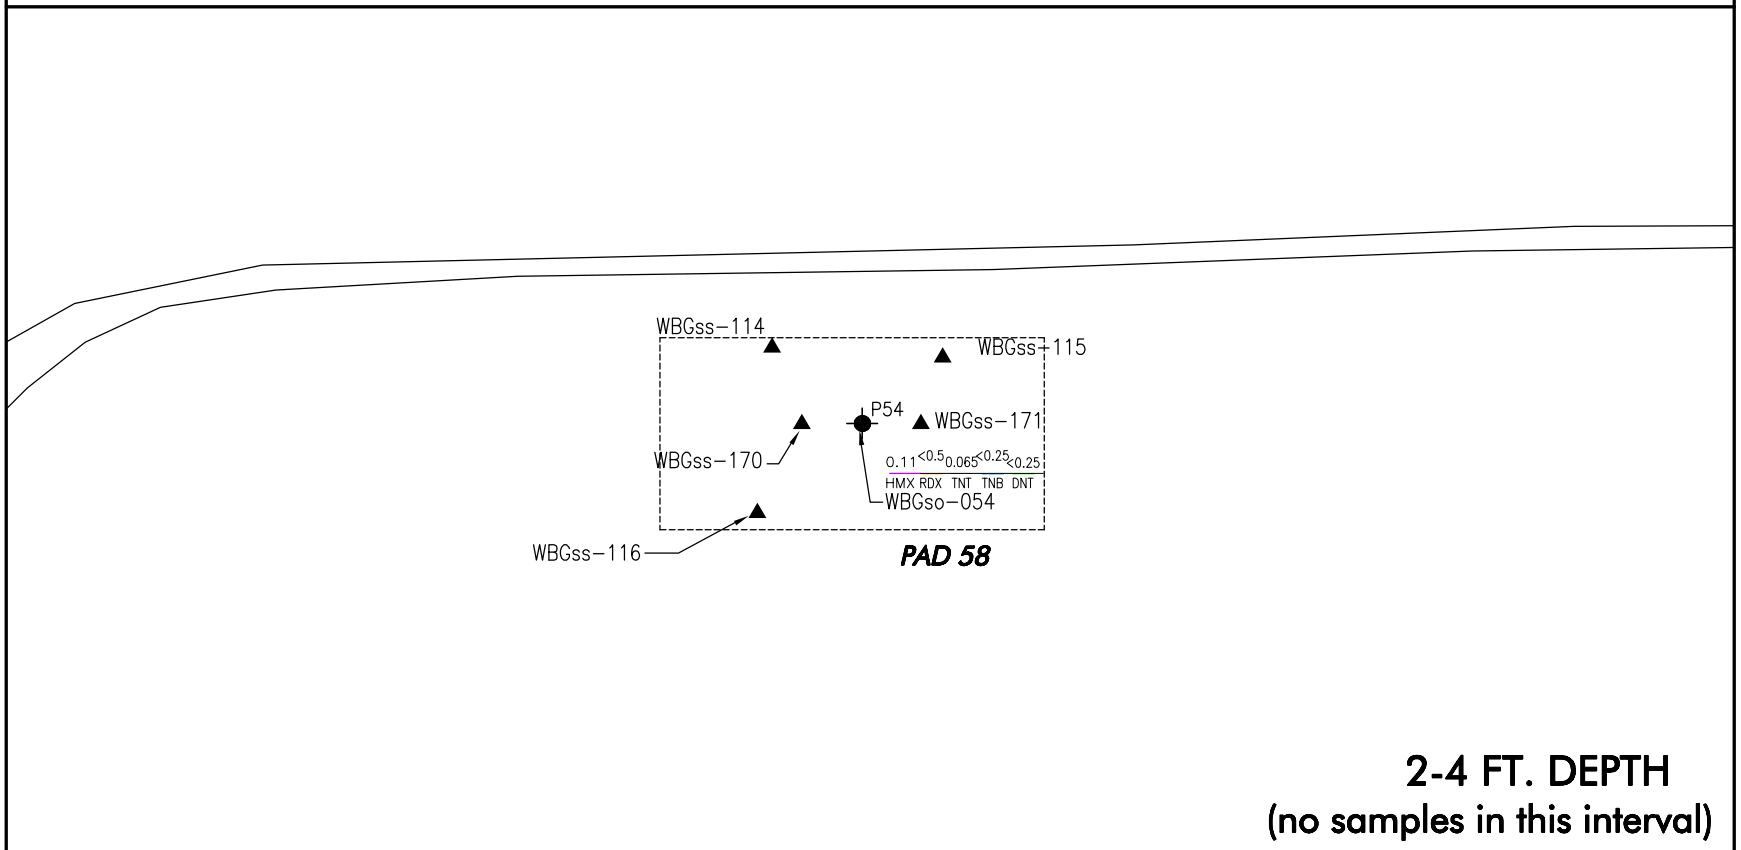 WBGss-114
WBGss-115
P54
WBGss-171
WBGss-170
0.11 <0.5 0.065 <0.25 <0.25
HMX RDX TNT TNB DNT
WBGso-054
WBGss-116
PAD 58
2-4 FT. DEPTH
(no samples in this interval)